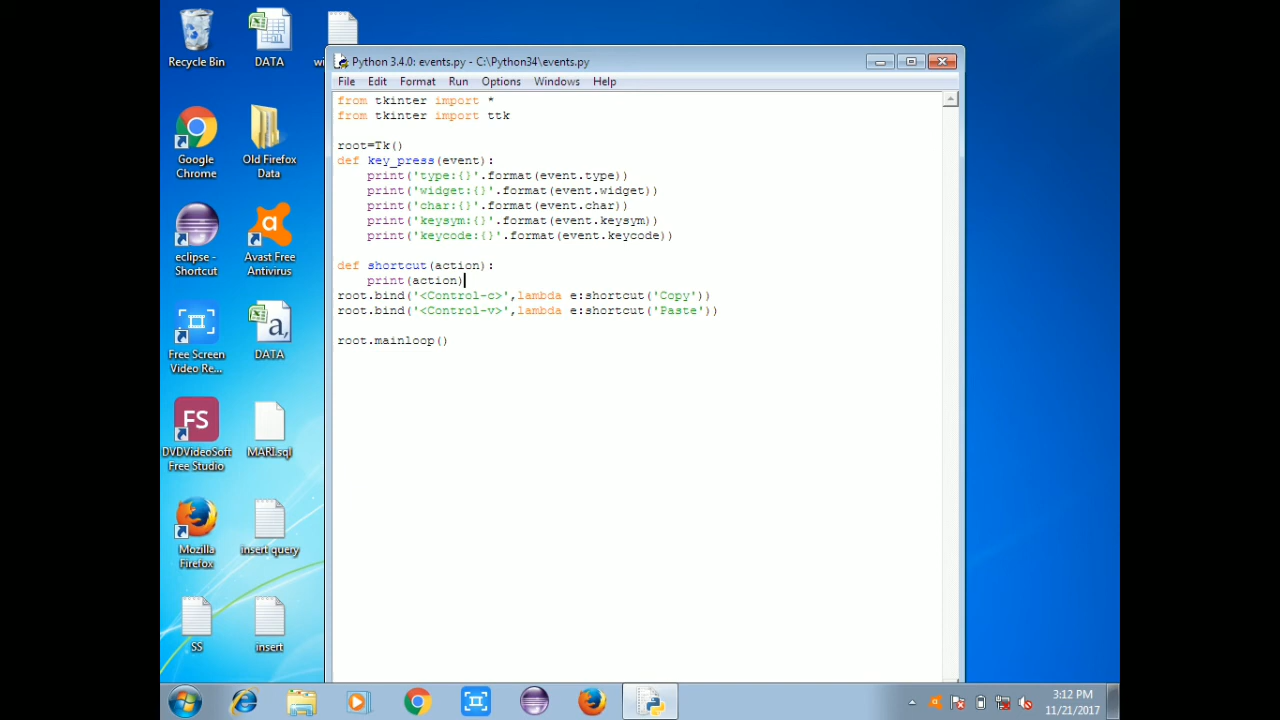 Recycle Bin
DATA
Google
Chrome
Old Firefox
Data
eclipse -
Shortcut
Avast Free
Antivirus
Free Screen
Video Re...
DATA
a,
FS
DVDVideoSoft
Free Studio
MARI.sql
Mozilla
Firefox
insert query
SS
insert
Python 3.4.0: events.py - C:\Python34\events.py
File Edit Format Run Options Windows Help
from tkinter import *
from tkinter import ttk
root=Tk()
def key_press(event):
print('type:{}'.format(event.type))
print('widget:{}'.format(event.widget))
print('char:{}'.format(event.char))
print('keysym:{}'.format(event.keysym))
print('keycode:{}'.format(event.keycode))
def shortcut(action):
print(action)
root.bind('<Control-c>',lambda e:shortcut('Copy'))
root.bind('<Control-v>',lambda e:shortcut('Paste'))
root.mainloop()
3:12 PM
11/21/2017